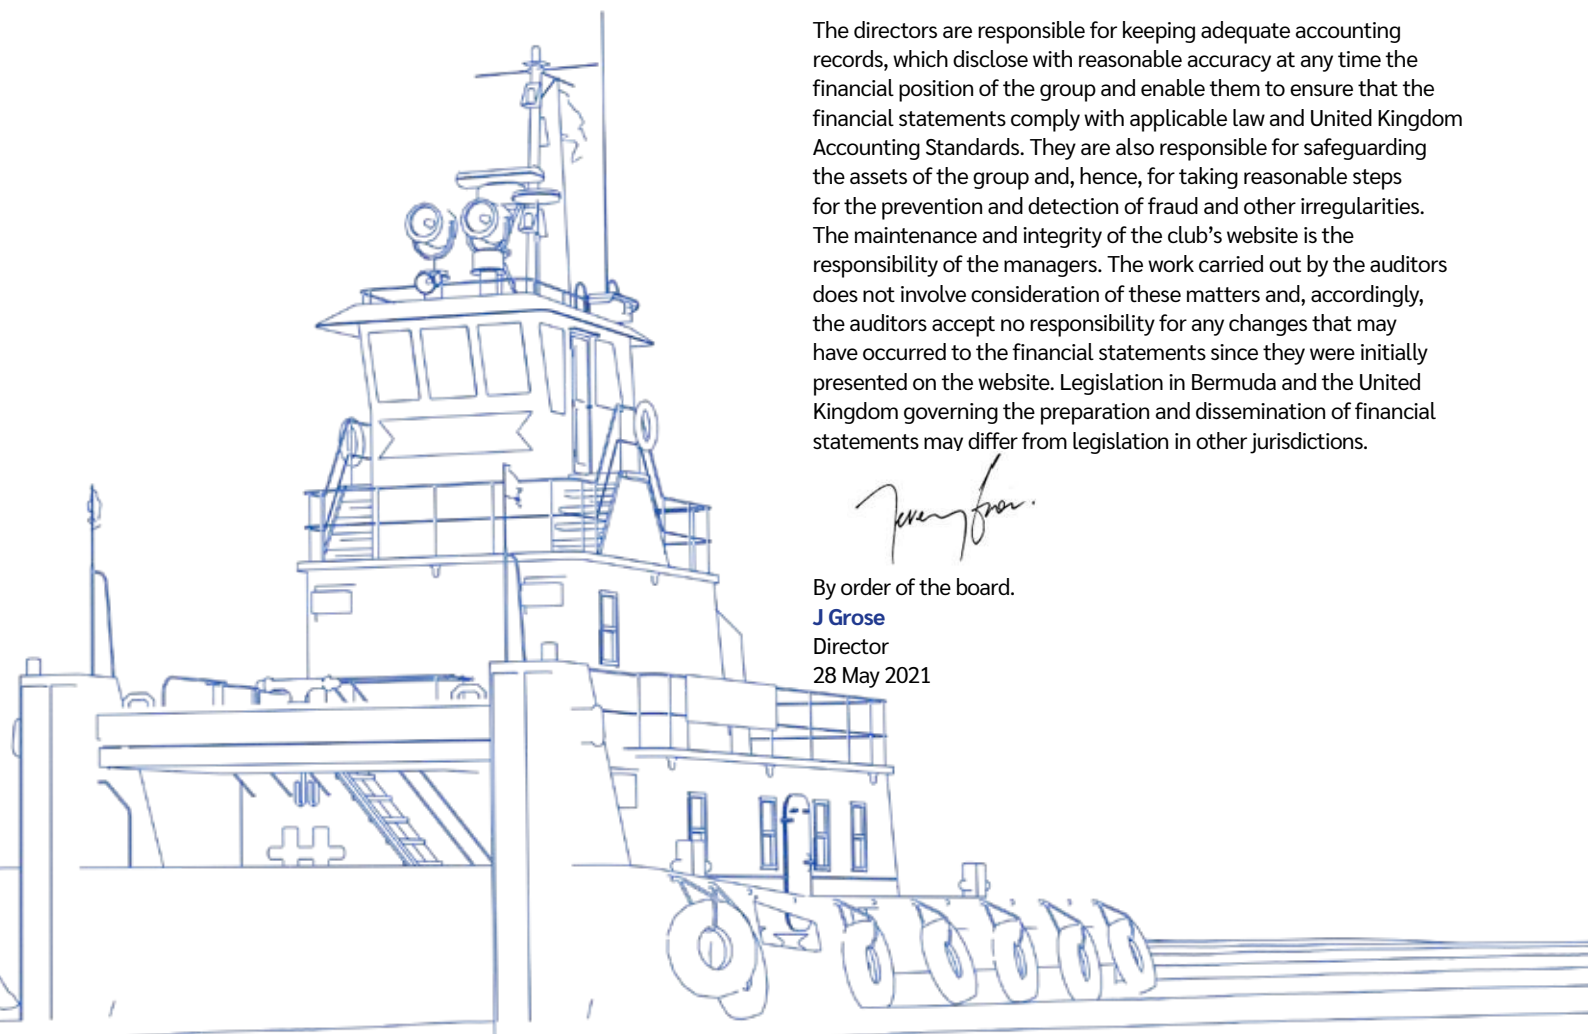 The directors are responsible for keeping adequate accounting
records, which disclose with reasonable accuracy at any time the
financial position of the group and enable them to ensure that the
financial statements comply with applicable law and United Kingdom
Accounting Standards. They are also responsible for safeguarding
the assets of the group and, hence, for taking reasonable steps
for the prevention and detection of fraud and other irregularities.
The maintenance and integrity of the club’s website is the
responsibility of the managers. The work carried out by the auditors
does not involve consideration of these matters and, accordingly,
the auditors accept no responsibility for any changes that may
have occurred to the financial statements since they were initially
presented on the website. Legislation in Bermuda and the United
Kingdom governing the preparation and dissemination of financial
statements may differ from legislation in other jurisdictions.
By order of the board.
J Grose
Director
28 May 2021